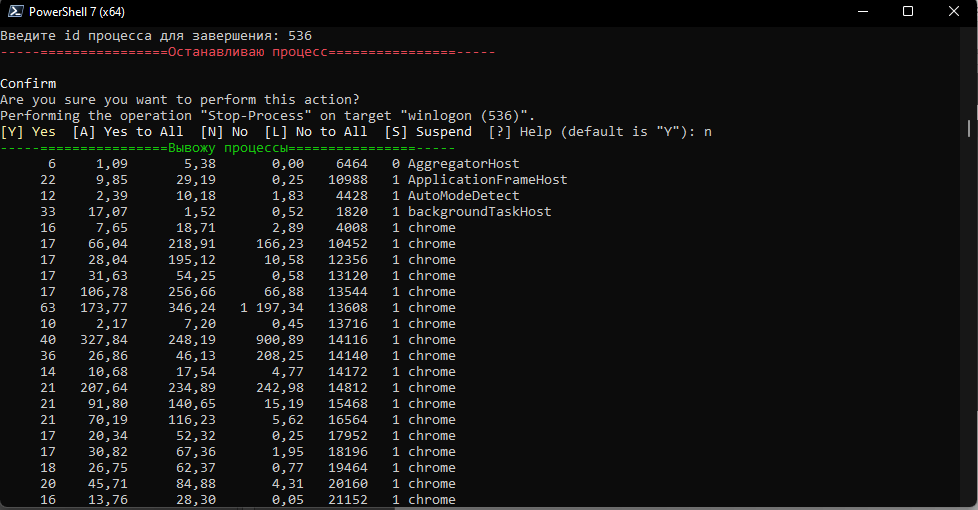 PowerShell 7 (x64)
Введите id процесса для завершения: 536
-----================Останавливаю процесс================-----
Confirm
Are you sure you want to perform this action?
Performing the operation "Stop-Process" on target "winlogon (536)".
[Y] Yes  [A] Yes to All  [N] No  [L] No to All  [S] Suspend  [?] Help (default is "Y"): n
-----================Вывожу процессы================-----
      6     1,09       5,38       0,00    6464   0 AggregatorHost
     22     9,85      29,19       0,25   10988   1 ApplicationFrameHost
     12     2,39      10,18       1,83    4428   1 AutoModeDetect
     33    17,07       1,52       0,52    1820   1 backgroundTaskHost
     16     7,65      18,71       2,89    4008   1 chrome
     17    66,04     218,91     166,23   10452   1 chrome
     17    28,04     195,12      10,58   12356   1 chrome
     17    31,63      54,25       0,58   13120   1 chrome
     17   106,78     256,66      66,88   13544   1 chrome
     63   173,77     346,24   1 197,34   13608   1 chrome
     10     2,17       7,20       0,45   13716   1 chrome
     40   327,84     248,19     900,89   14116   1 chrome
     36    26,86      46,13     208,25   14140   1 chrome
     14    10,68      17,54       4,77   14172   1 chrome
     21   207,64     234,89     242,98   14812   1 chrome
     21    91,80     140,65      15,19   15468   1 chrome
     21    70,19     116,23       5,62   16564   1 chrome
     17    20,34      52,32       0,25   17952   1 chrome
     17    30,82      67,36       1,95   18196   1 chrome
     18    26,75      62,37       0,77   19464   1 chrome
     20    45,71      84,88       4,31   20160   1 chrome
     16    13,76      28,30       0,05   21152   1 chrome